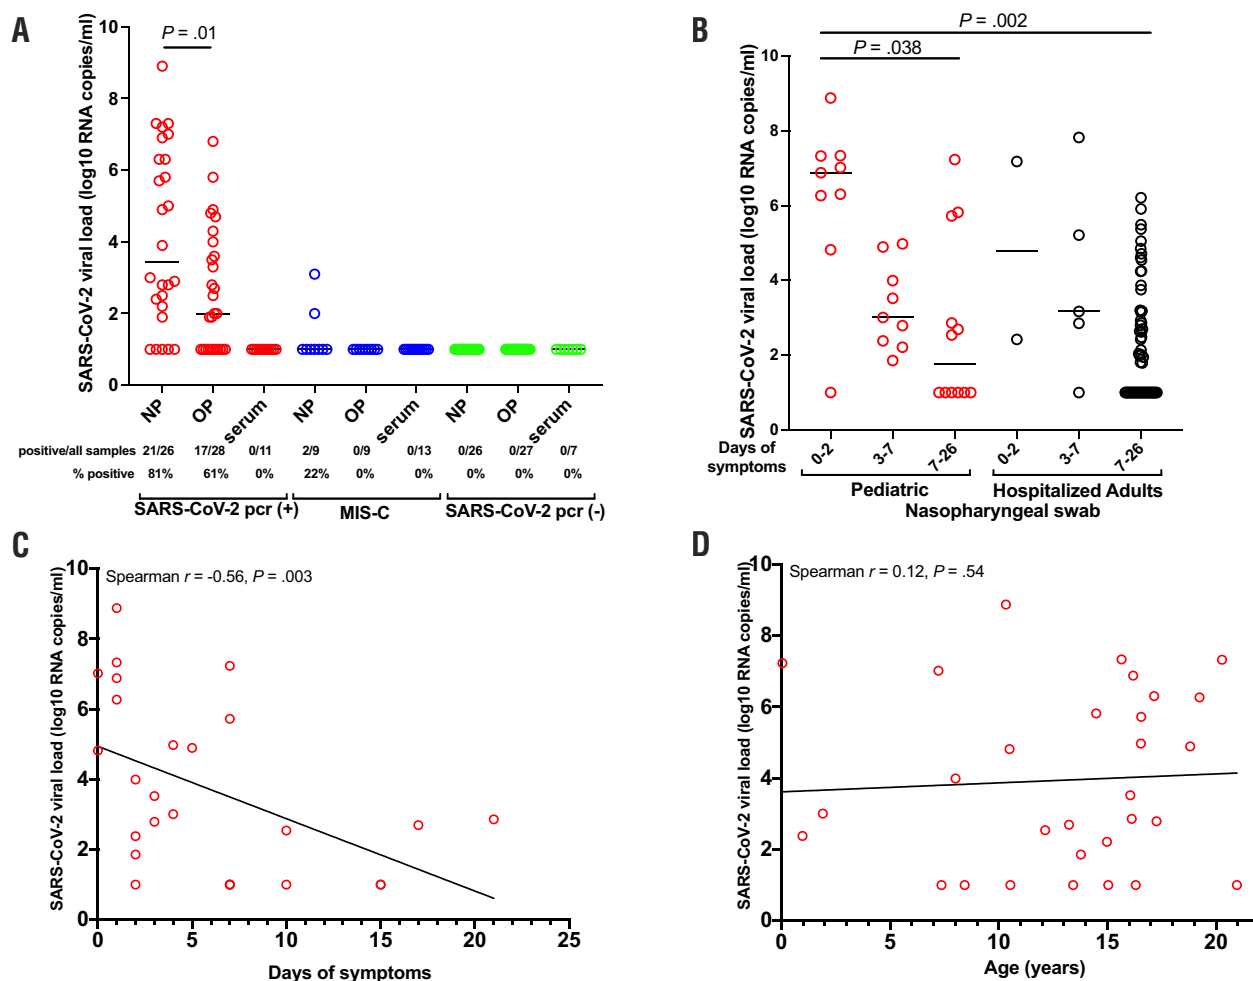 A
P = .01
SARS-CoV-2 viral load (log10 RNA copies/ml)
10
8
6
4
2
0
NP OP serum NP OP serum NP OP serum
positive/all samples 21/26 17/28 0/11 2/9 0/9 0/13 0/26 0/27 0/7
% positive 81% 61% 0% 22% 0% 0% 0% 0% 0%
SARS-CoV-2 pcr (+) MIS-C SARS-CoV-2 pcr (-)
B
P = .002
P = .038
SARS-CoV-2 viral load (log10 RNA copies/ml)
10
8
6
4
2
0
Days of symptoms 0-2 3-7 7-26 0-2 3-7 7-26
Pediatric Hospitalized Adults
Nasopharyngeal swab
C
Spearman r = -0.56, P = .003
SARS-CoV-2 viral load (log10 RNA copies/ml)
10
8
6
4
2
0
0 5 10 15 20 25
Days of symptoms
D
Spearman r = 0.12, P = .54
SARS-CoV-2 viral load (log10 RNA copies/ml)
10
8
6
4
2
0
0 5 10 15 20
Age (years)